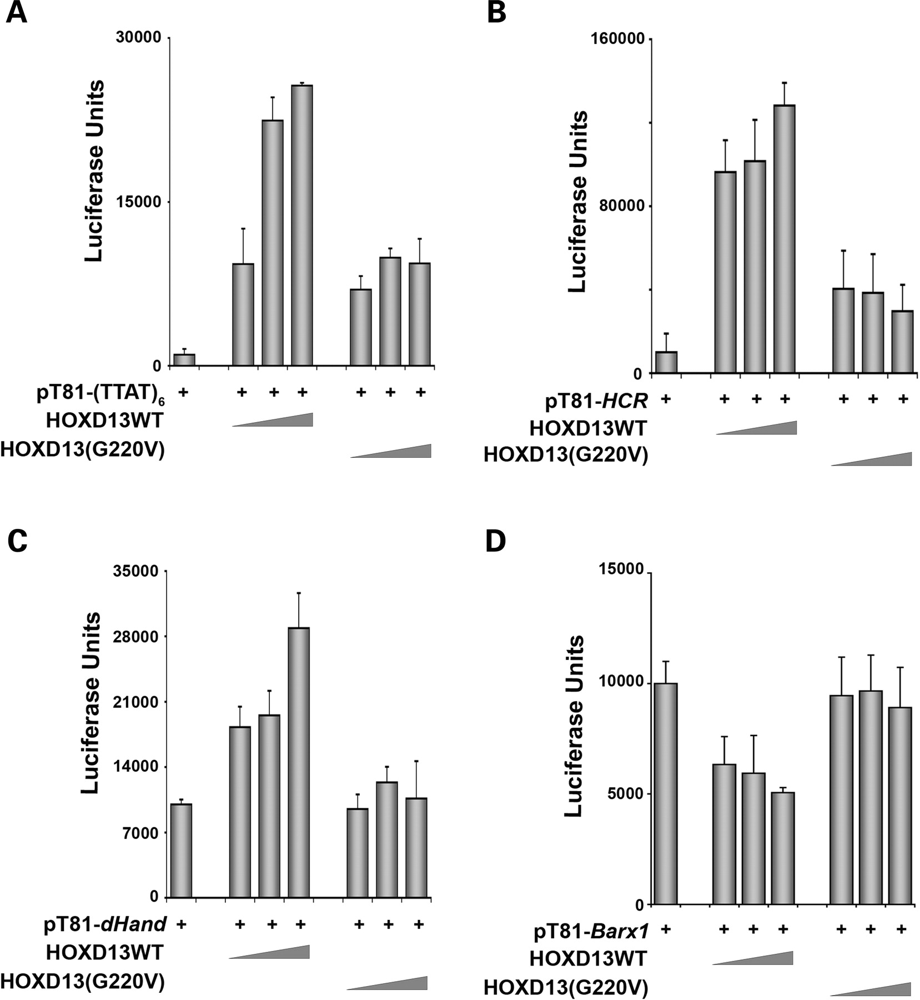 A
30000
15000
0
Luciferase Units
pT81-(TTAT)6 + + + + + + +
HOXD13WT
HOXD13(G220V)
B
160000
80000
0
Luciferase Units
pT81-HCR + + + + + + +
HOXD13WT
HOXD13(G220V)
C
35000
28000
21000
14000
7000
0
Luciferase Units
pT81-dHand + + + + + + +
HOXD13WT
HOXD13(G220V)
D
15000
10000
5000
0
Luciferase Units
pT81-Barx1 + + + + + + +
HOXD13WT
HOXD13(G220V)